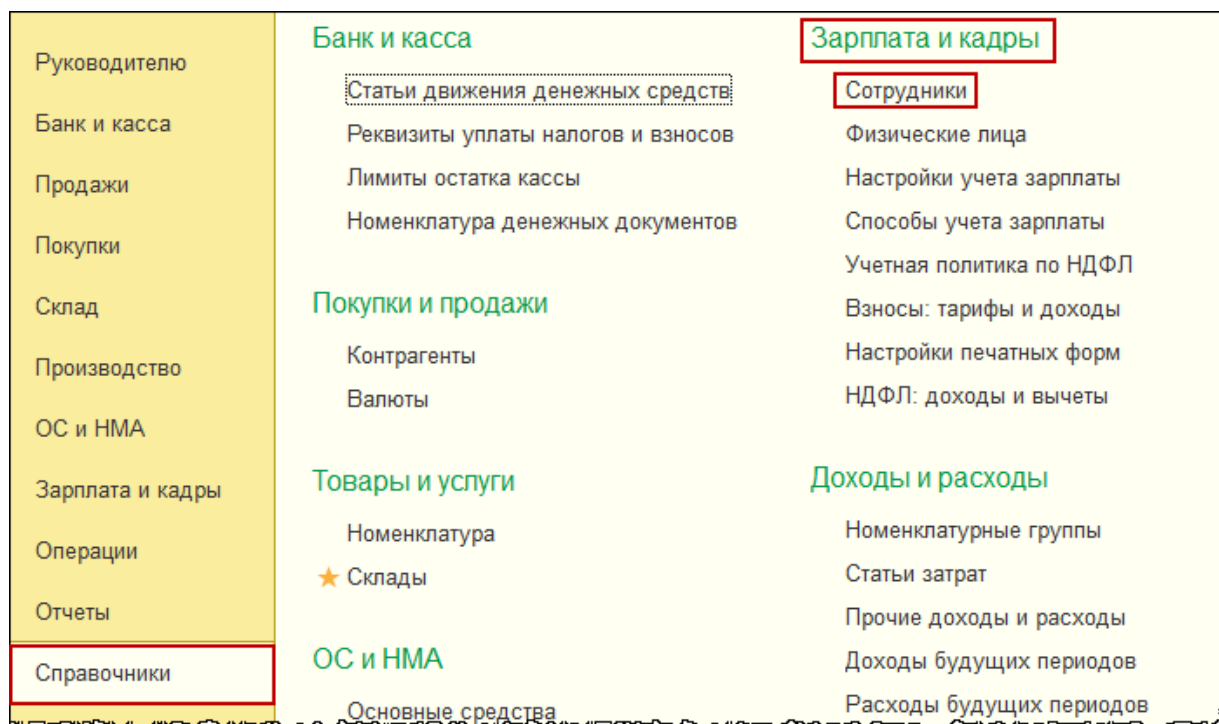 Руководителю
Банк и касса
Продажи
Покупки
Склад
Производство
ОС и НМА
Зарплата и кадры
Операции
Отчеты
Справочники
Банк и касса
Статьи движения денежных средств
Реквизиты уплаты налогов и взносов
Лимиты остатка кассы
Номенклатура денежных документов
Покупки и продажи
Контрагенты
Валюты
Товары и услуги
Номенклатура
Склады
ОС и НМА
Основные средства
Зарплата и кадры
Сотрудники
Физические лица
Настройки учета зарплаты
Способы учета зарплаты
Учетная политика по НДФЛ
Взносы: тарифы и доходы
Настройки печатных форм
НДФЛ: доходы и вычеты
Доходы и расходы
Номенклатурные группы
Статьи затрат
Прочие доходы и расходы
Доходы будущих периодов
Расходы будущих периодов